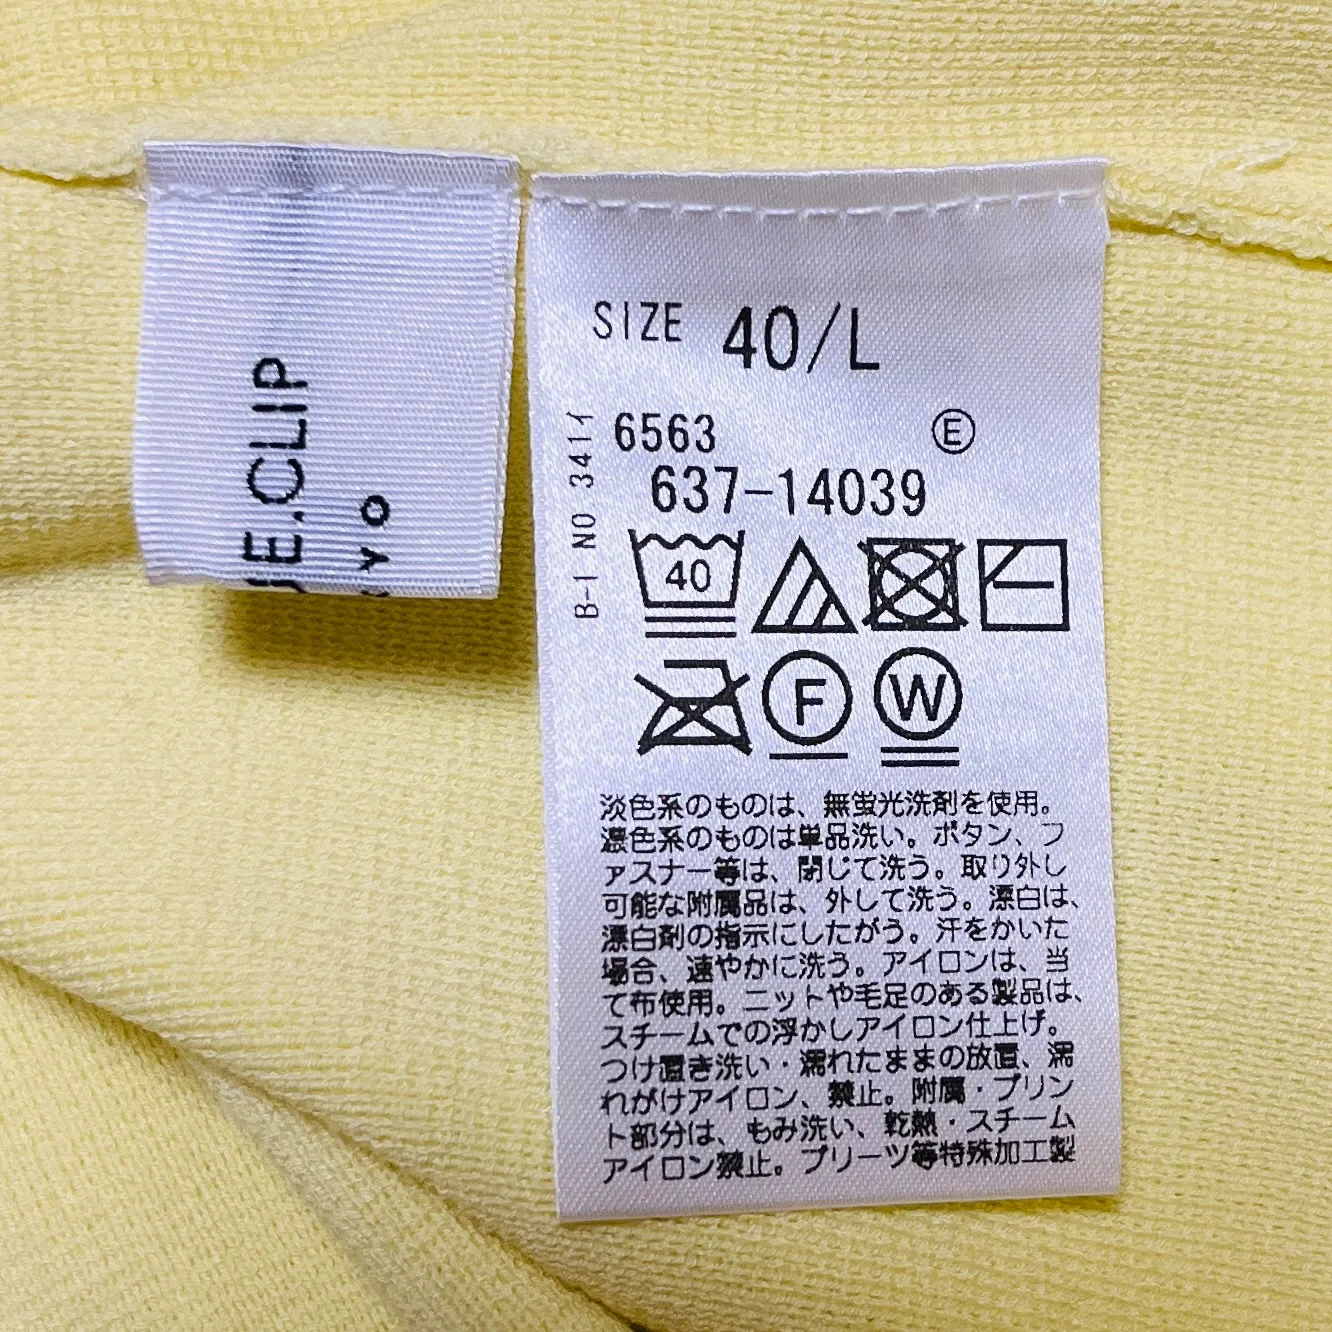 UE.CLIP
KYO
SIZE 40/L
B-1 NO 341イ
6563 Ⓔ
637-14039
40
F W
淡色系のものは、無蛍光洗剤を使用。
濃色系のものは単品洗い。ボタン、フ
ァスナー等は、閉じて洗う。取り外し
可能な附属品は、外して洗う。漂白は、
漂白剤の指示にしたがう。汗をかいた
場合、速やかに洗う。アイロンは、当
て布使用。ニットや毛足のある製品は、
スチームでの浮かしアイロン仕上げ。
つけ置き洗い・濡れたままの放置、濡
れがけアイロン、禁止。附属・プリン
ト部分は、もみ洗い、乾熱・スチーム
アイロン禁止。プリーツ等特殊加工製